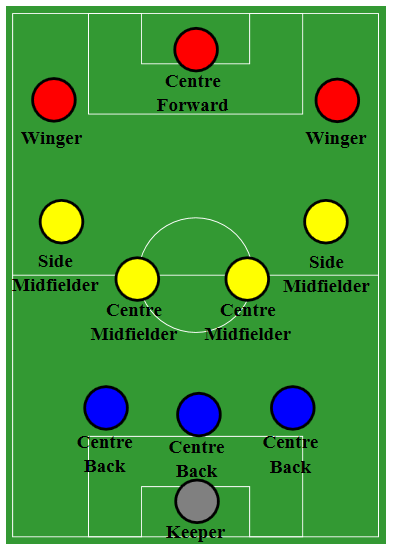 Centre
Forward
Winger
Winger
Side
Midfielder
Side
Midfielder
Centre
Midfielder
Centre
Midfielder
Centre
Back
Centre
Back
Centre
Back
Keeper